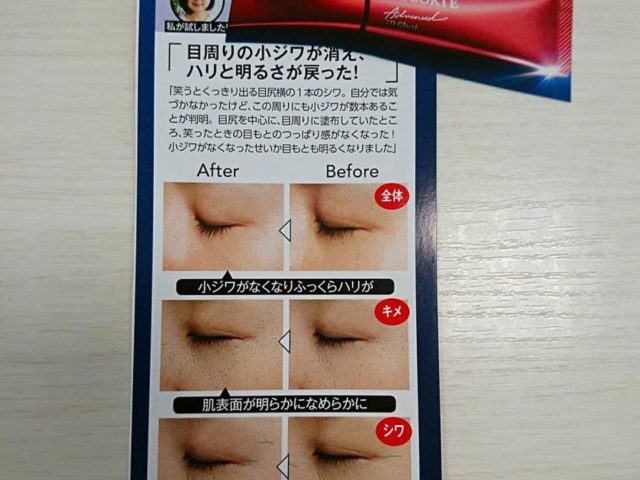 CORTÉ
Advanced
Lift Shot
私が試しました!
目周りの小ジワが消え、
ハリと明るさが戻った!
「笑うとくっきり出る目尻横の1本のシワ。自分では気
づかなかったけど、この周りにも小ジワが数本あるこ
とが判明。目尻を中心に、目周りに塗布していたとこ
ろ、笑ったときの目もとのつっぱり感がなくなった!
小ジワがなくなったせいか目もとも明るくなりました」
After Before
全体
小ジワがなくなりふっくらハリが
キメ
肌表面が明らかになめらかに
シワ